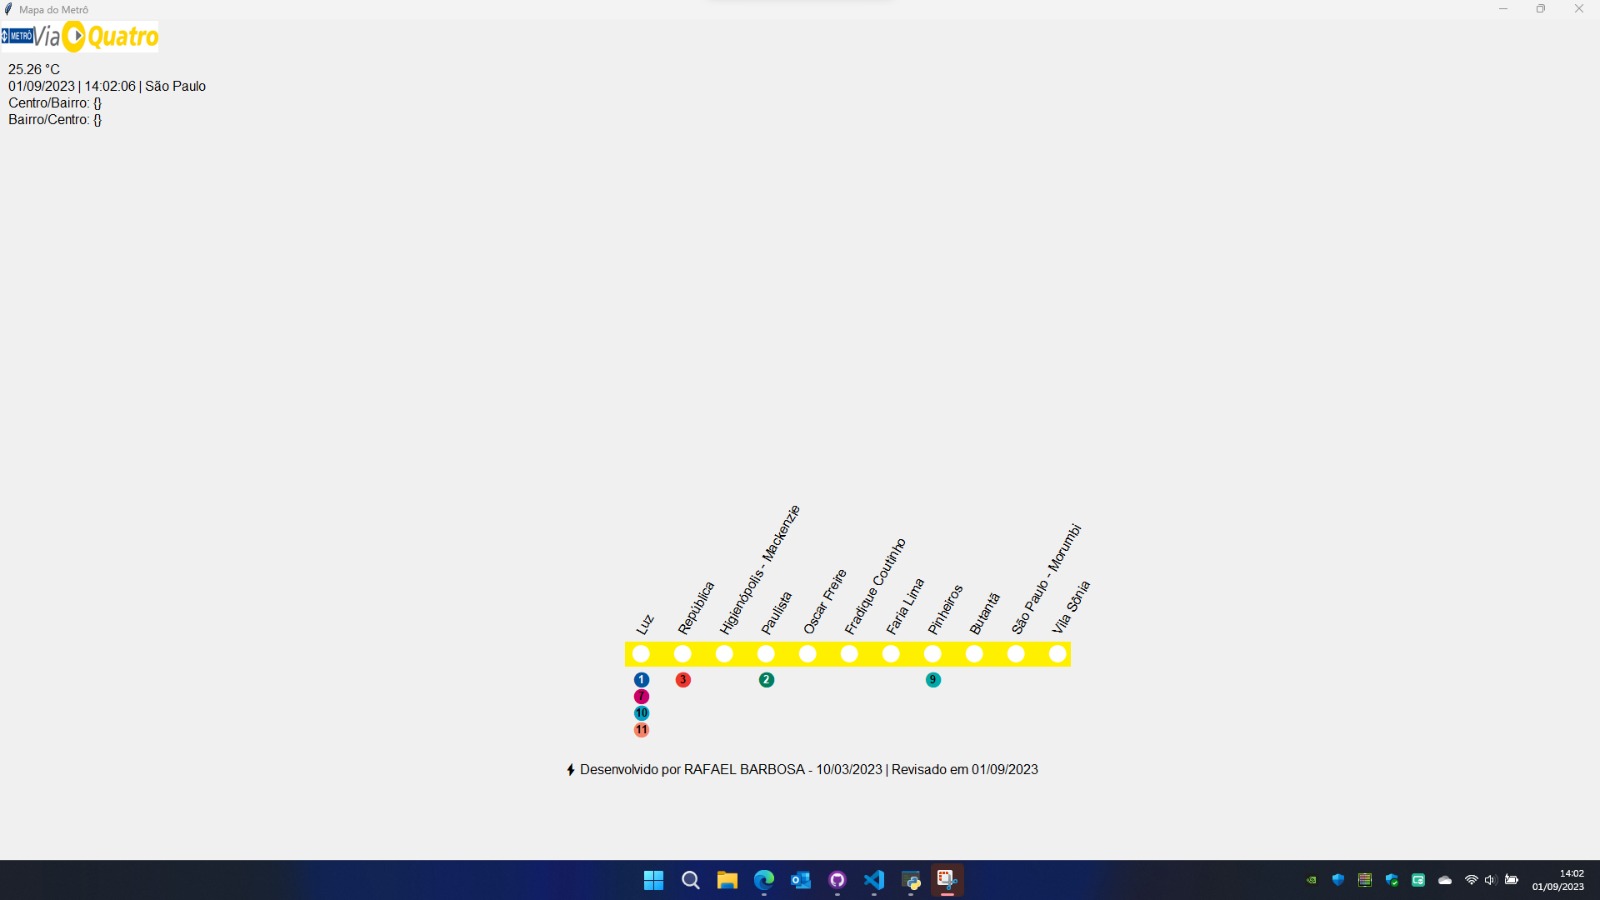 Mapa do Metrô
METRÔ Via Quatro
25.26 °C
01/09/2023 | 14:02:06 | São Paulo
Centro/Bairro: {}
Bairro/Centro: {}
Luz
República
Higienópolis - Mackenzie
Paulista
Oscar Freire
Fradique Coutinho
Faria Lima
Pinheiros
Butantã
São Paulo - Morumbi
Vila Sônia
1 3 2 9
7
10
11
Desenvolvido por RAFAEL BARBOSA - 10/03/2023 | Revisado em 01/09/2023
14:02
01/09/2023